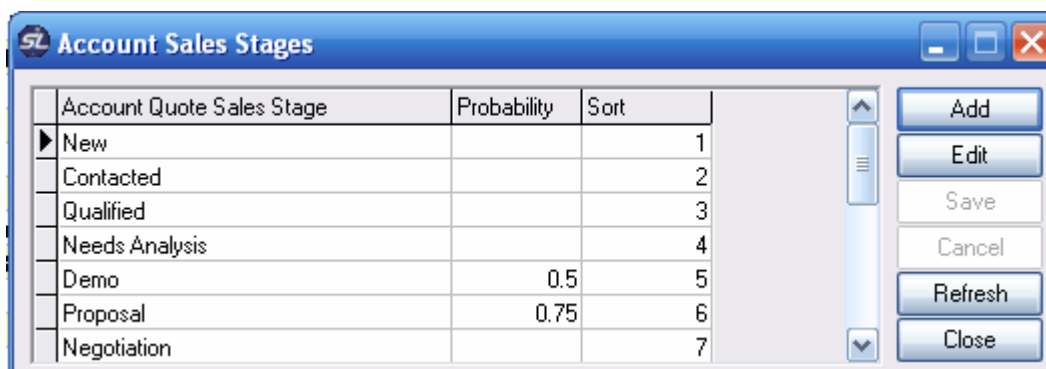 SL Account Sales Stages
Account Quote Sales Stage Probability Sort
New 1
Contacted 2
Qualified 3
Needs Analysis 4
Demo 0.5 5
Proposal 0.75 6
Negotiation 7
Add
Edit
Save
Cancel
Refresh
Close